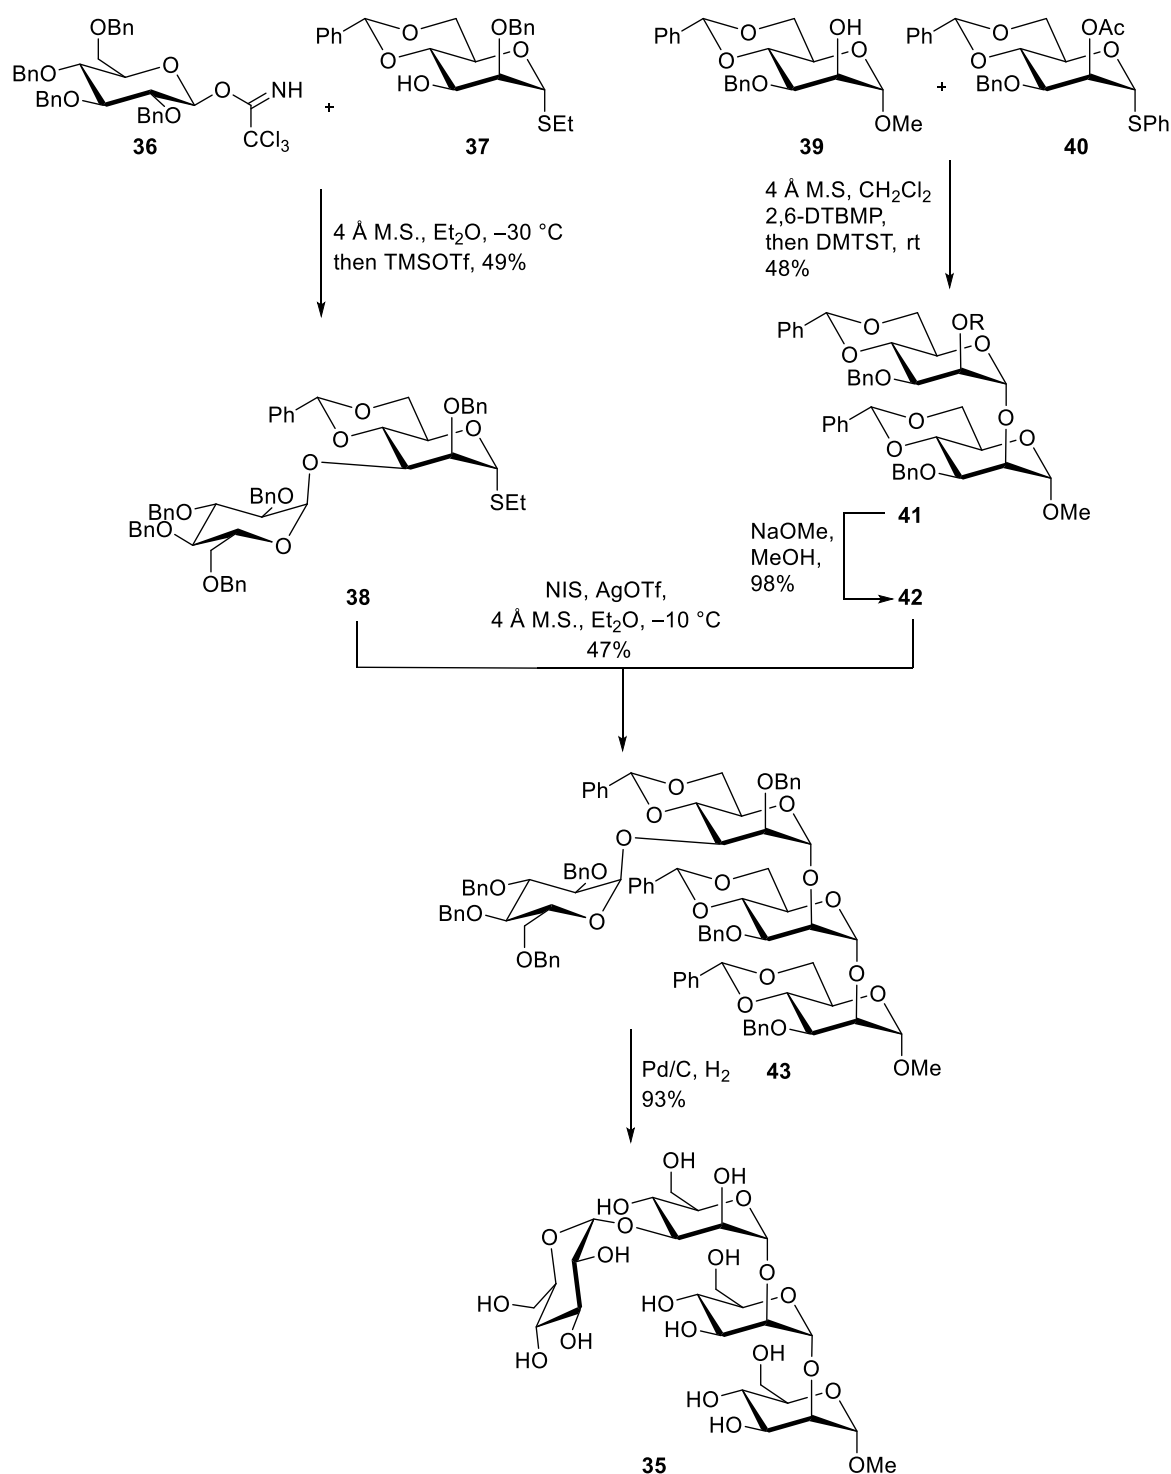 OBn
BnO
BnO
BnO
O
O
NH
CCl3
36
+
Ph
O
O
HO
OBn
O
SEt
37
Ph
O
O
BnO
OH
O
OMe
39
+
Ph
O
O
BnO
OAc
O
SPh
40
4 Å M.S., Et2O, –30 °C
then TMSOTf, 49%
4 Å M.S, CH2Cl2
2,6-DTBMP,
then DMTST, rt
48%
Ph
O
O
BnO
OR
O
O
Ph
O
O
BnO
O
OMe
41
NaOMe,
MeOH,
98%
42
Ph
O
O
OBn
O
O
SEt
BnO
BnO
BnO
O
OBn
38
NIS, AgOTf,
4 Å M.S., Et2O, –10 °C
47%
Ph
O
O
OBn
O
O
O
BnO
BnO
BnO
O
OBn
Ph
O
O
BnO
O
O
Ph
O
O
BnO
O
OMe
43
Pd/C, H2
93%
OH
OH
HO
O
O
O
OH
HO
OH
HO
O
OH
HO
HO
O
O
OH
HO
HO
O
OMe
35